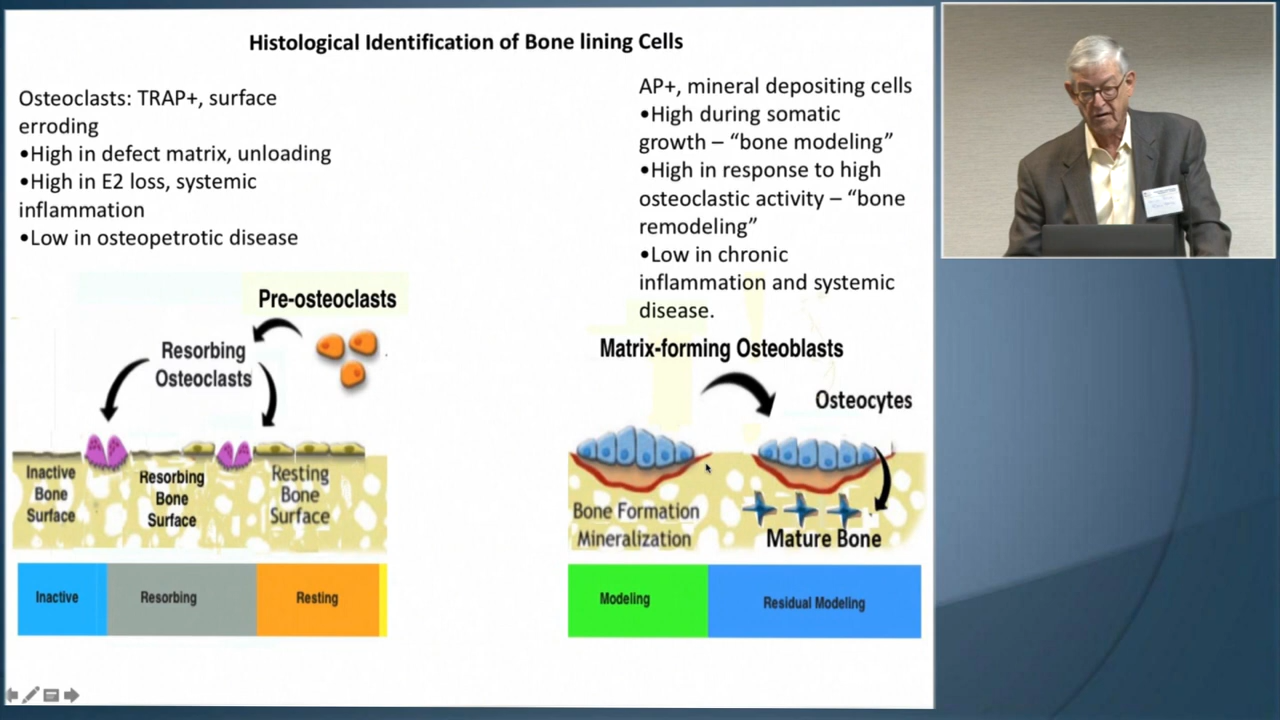 Histological Identification of Bone lining Cells
Osteoclasts: TRAP+, surface
erroding
•High in defect matrix, unloading
•High in E2 loss, systemic
inflammation
•Low in osteopetrotic disease
AP+, mineral depositing cells
•High during somatic
growth – “bone modeling”
•High in response to high
osteoclastic activity – “bone
remodeling”
•Low in chronic
inflammation and systemic
disease.
Pre-osteoclasts
Resorbing
Osteoclasts
Inactive
Bone
Surface
Resorbing
Bone
Surface
Resting
Bone
Surface
Inactive
Resorbing
Resting
Matrix-forming Osteoblasts
Osteocytes
Bone Formation
Mineralization
Mature Bone
Modeling
Residual Modeling